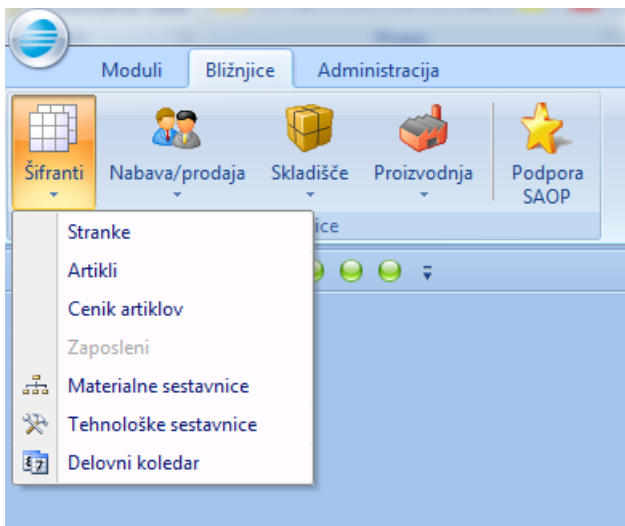 Moduli Bližnjice Administracija
Šifranti Nabava/prodaja Skladišče Proizvodnja Podpora
SAOP
ice
Stranke
Artikli
Cenik artiklov
Zaposleni
Materialne sestavnice
Tehnološke sestavnice
Delovni koledar